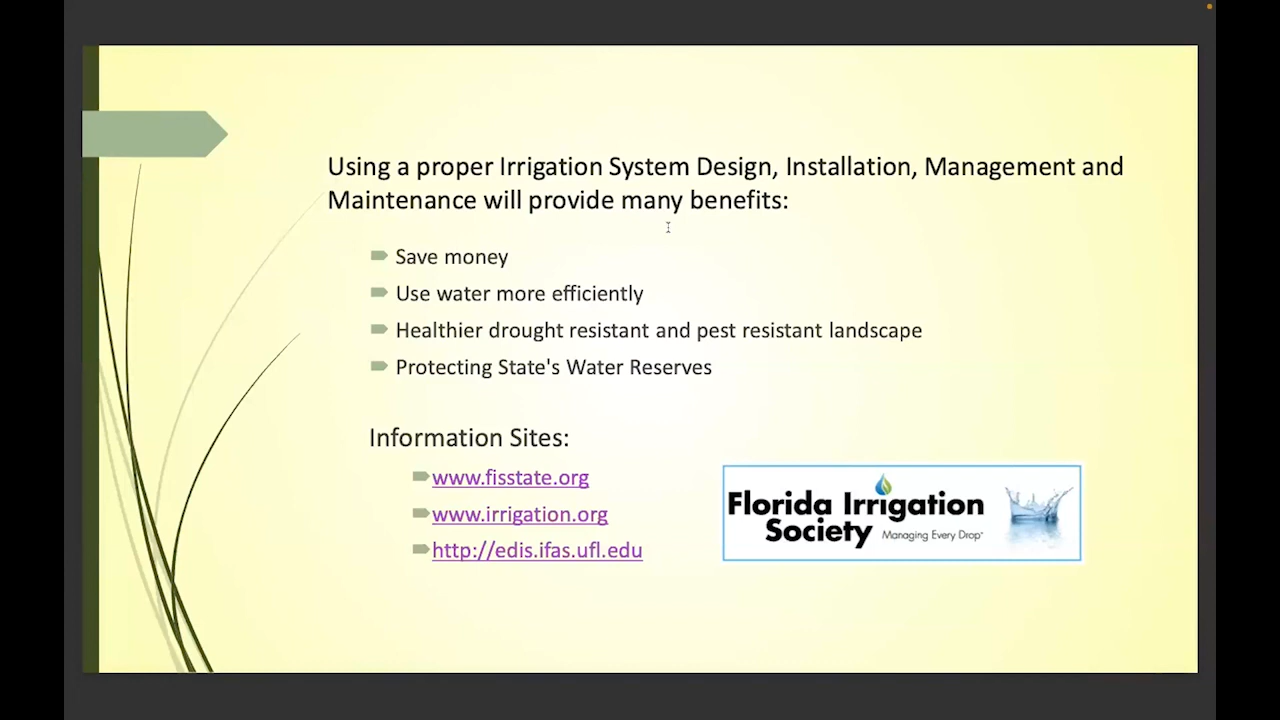 Using a proper Irrigation System Design, Installation, Management and
Maintenance will provide many benefits:
Save money
Use water more efficiently
Healthier drought resistant and pest resistant landscape
Protecting State's Water Reserves
Information Sites:
www.fisstate.org
www.irrigation.org
http://edis.ifas.ufl.edu
Florida Irrigation
Society Managing Every Drop™